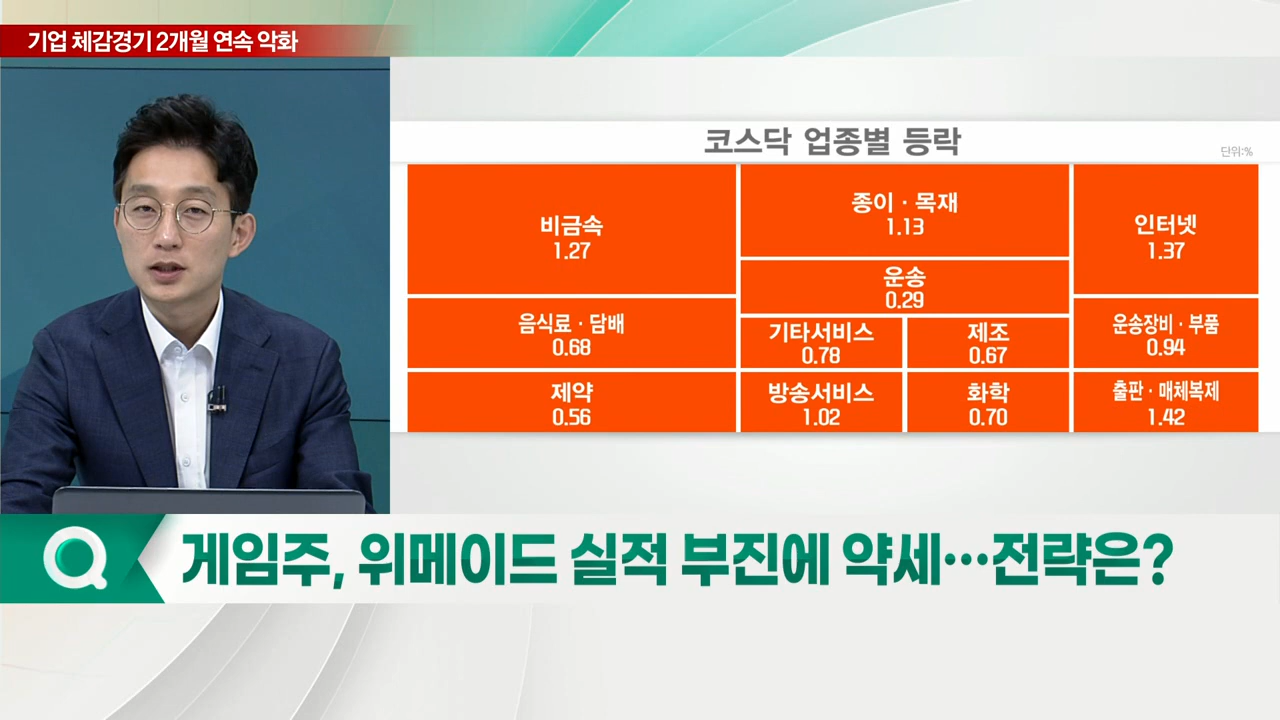 기업 체감경기 2개월 연속 악화
코스닥 업종별 등락
단위:%
비금속
1.27
종이·목재
1.13
인터넷
1.37
운송
0.29
음식료·담배
0.68
기타서비스
0.78
제조
0.67
운송장비·부품
0.94
제약
0.56
방송서비스
1.02
화학
0.70
출판·매체복제
1.42
Q
게임주, 위메이드 실적 부진에 약세…전략은?